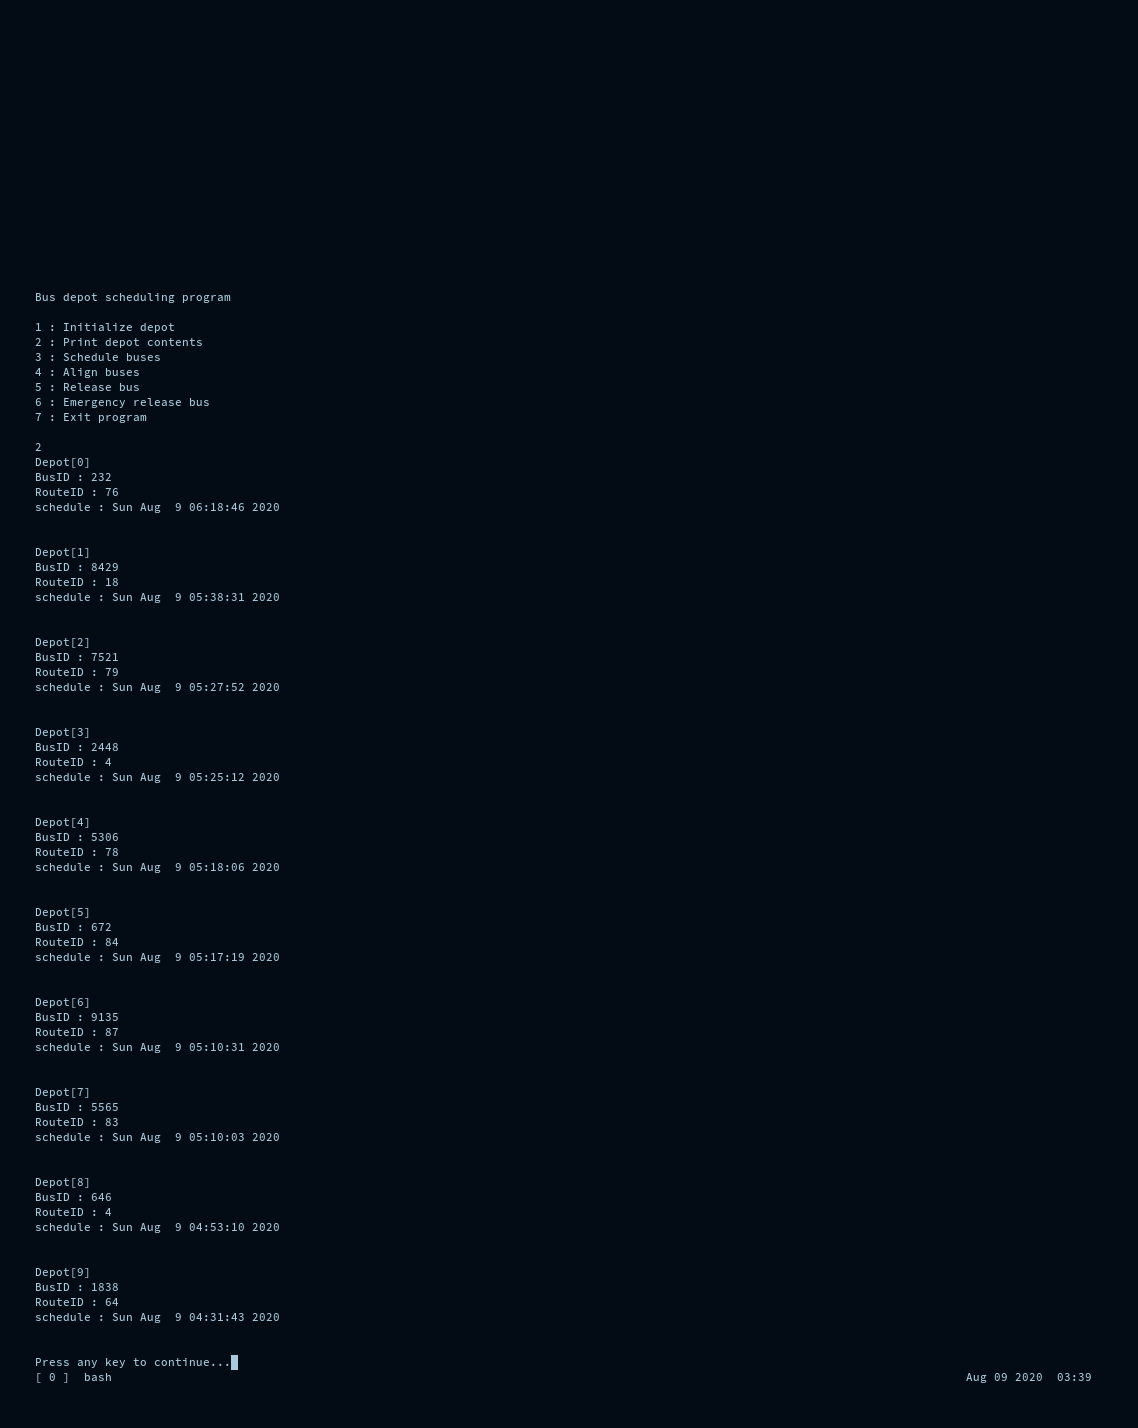 Bus depot scheduling program
1 : Initialize depot
2 : Print depot contents
3 : Schedule buses
4 : Align buses
5 : Release bus
6 : Emergency release bus
7 : Exit program
2
Depot[0]
BusID : 232
RouteID : 76
schedule : Sun Aug  9 06:18:46 2020
Depot[1]
BusID : 8429
RouteID : 18
schedule : Sun Aug  9 05:38:31 2020
Depot[2]
BusID : 7521
RouteID : 79
schedule : Sun Aug  9 05:27:52 2020
Depot[3]
BusID : 2448
RouteID : 4
schedule : Sun Aug  9 05:25:12 2020
Depot[4]
BusID : 5306
RouteID : 78
schedule : Sun Aug  9 05:18:06 2020
Depot[5]
BusID : 672
RouteID : 84
schedule : Sun Aug  9 05:17:19 2020
Depot[6]
BusID : 9135
RouteID : 87
schedule : Sun Aug  9 05:10:31 2020
Depot[7]
BusID : 5565
RouteID : 83
schedule : Sun Aug  9 05:10:03 2020
Depot[8]
BusID : 646
RouteID : 4
schedule : Sun Aug  9 04:53:10 2020
Depot[9]
BusID : 1838
RouteID : 64
schedule : Sun Aug  9 04:31:43 2020
Press any key to continue...
[ 0 ]  bash  Aug 09 2020  03:39